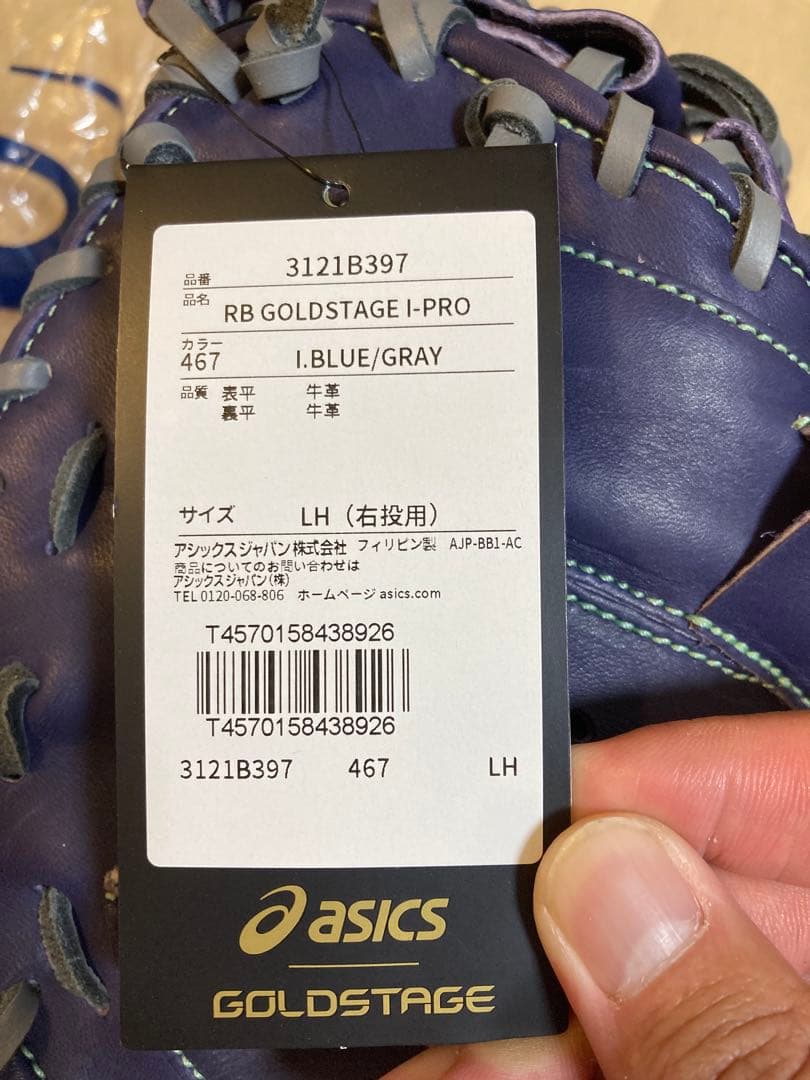 品番 3121B397
品名 RB GOLDSTAGE I-PRO
カラー
467 I.BLUE/GRAY
品質 表平 牛革
裏平 牛革
サイズ LH（右投用）
アシックスジャパン株式会社 フィリピン製 AJP-BB1-AC
商品についてのお問い合わせは
アシックスジャパン(株)
TEL 0120-068-806 ホームページ asics.com
T4570158438926
T4570158438926
3121B397 467 LH
asics
GOLDSTAGE